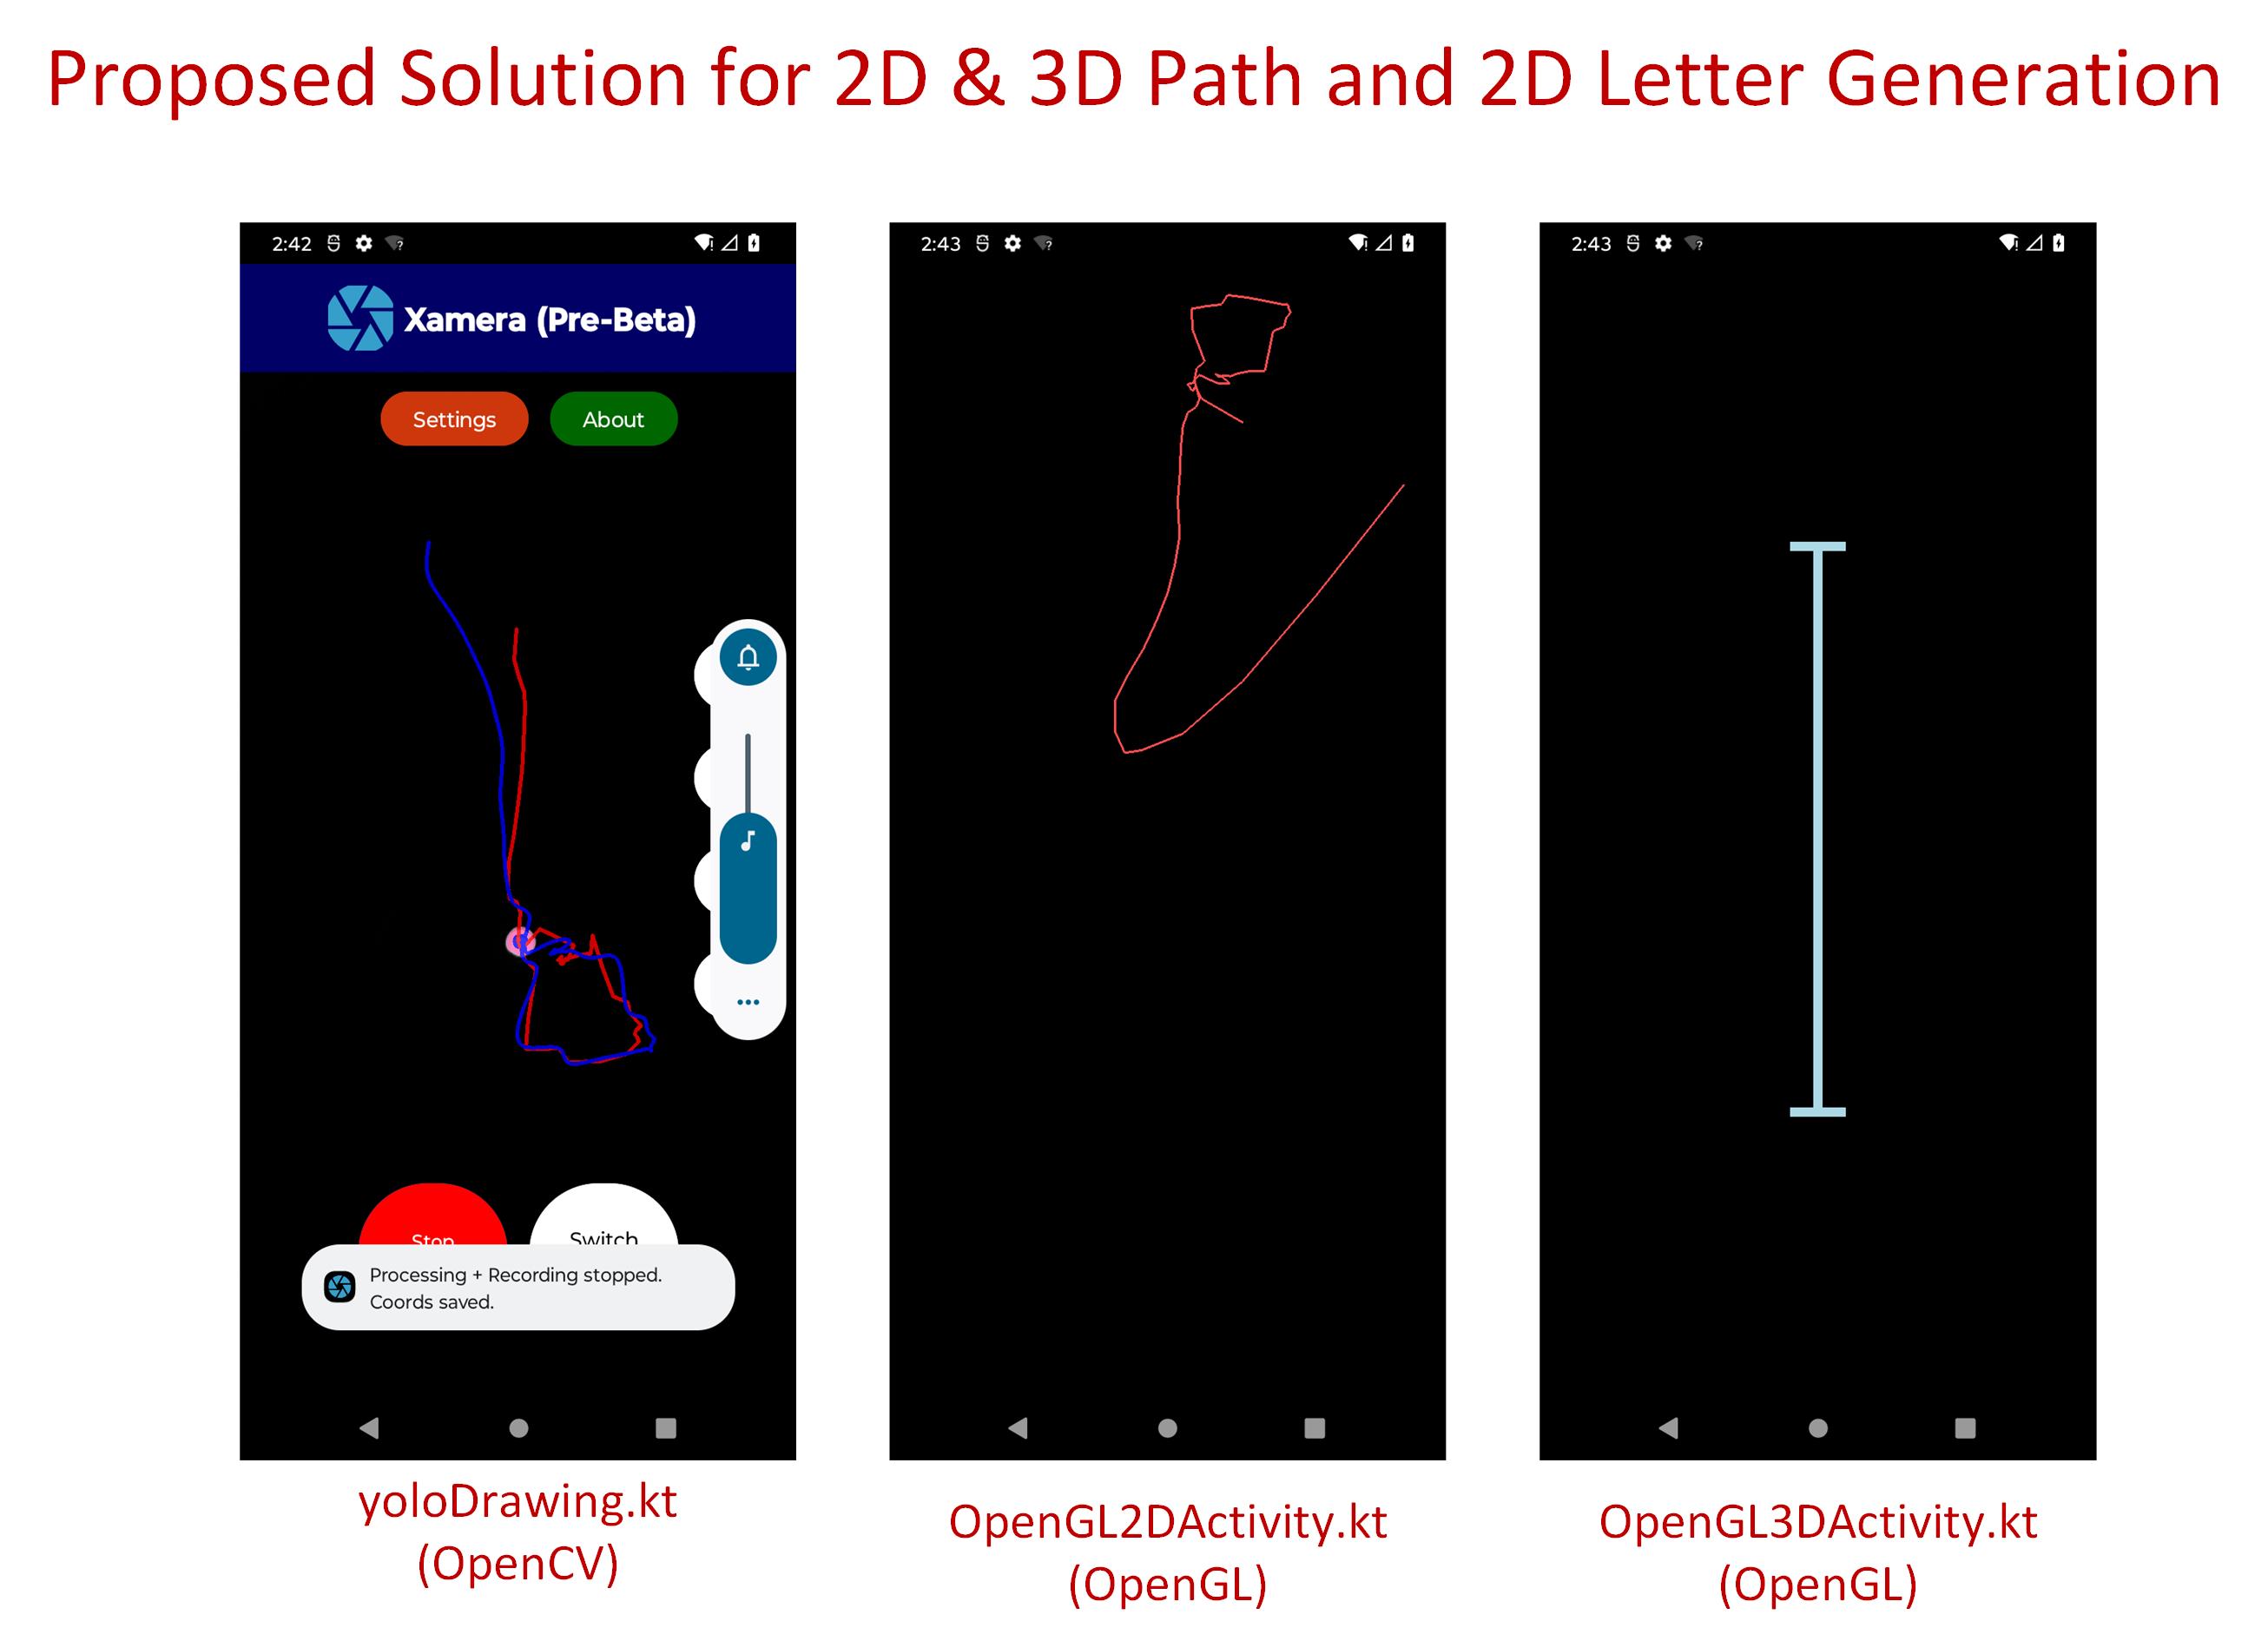 Proposed Solution for 2D & 3D Path and 2D Letter Generation
2:42
Xamera (Pre-Beta)
Settings
About
Stop
Switch
Processing + Recording stopped.
Coords saved.
2:43
2:43
yoloDrawing.kt
(OpenCV)
OpenGL2DActivity.kt
(OpenGL)
OpenGL3DActivity.kt
(OpenGL)